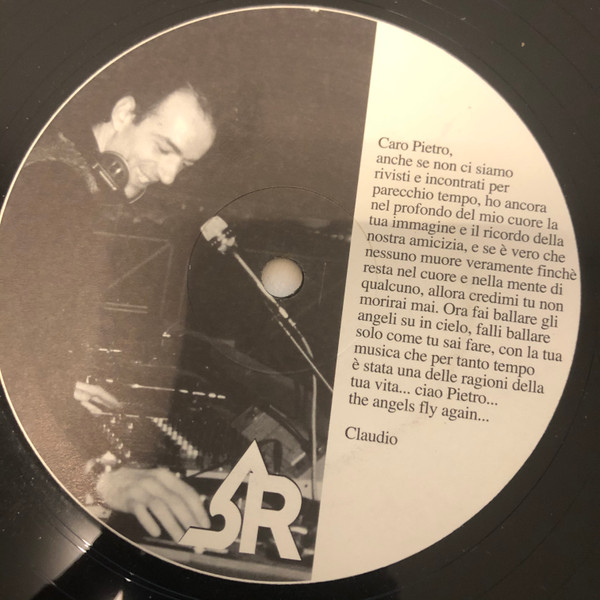 Caro Pietro,
anche se non ci siamo
rivisti e incontrati per
parecchio tempo, ho ancora
nel profondo del mio cuore la
tua immagine e il ricordo della
nostra amicizia, e se è vero che
nessuno muore veramente finchè
resta nel cuore e nella mente di
qualcuno, allora credimi tu non
morirai mai. Ora fai ballare gli
angeli su in cielo, falli ballare
solo come tu sai fare, con la tua
musica che per tanto tempo
è stata una delle ragioni della
tua vita... ciao Pietro...
the angels fly again...
Claudio